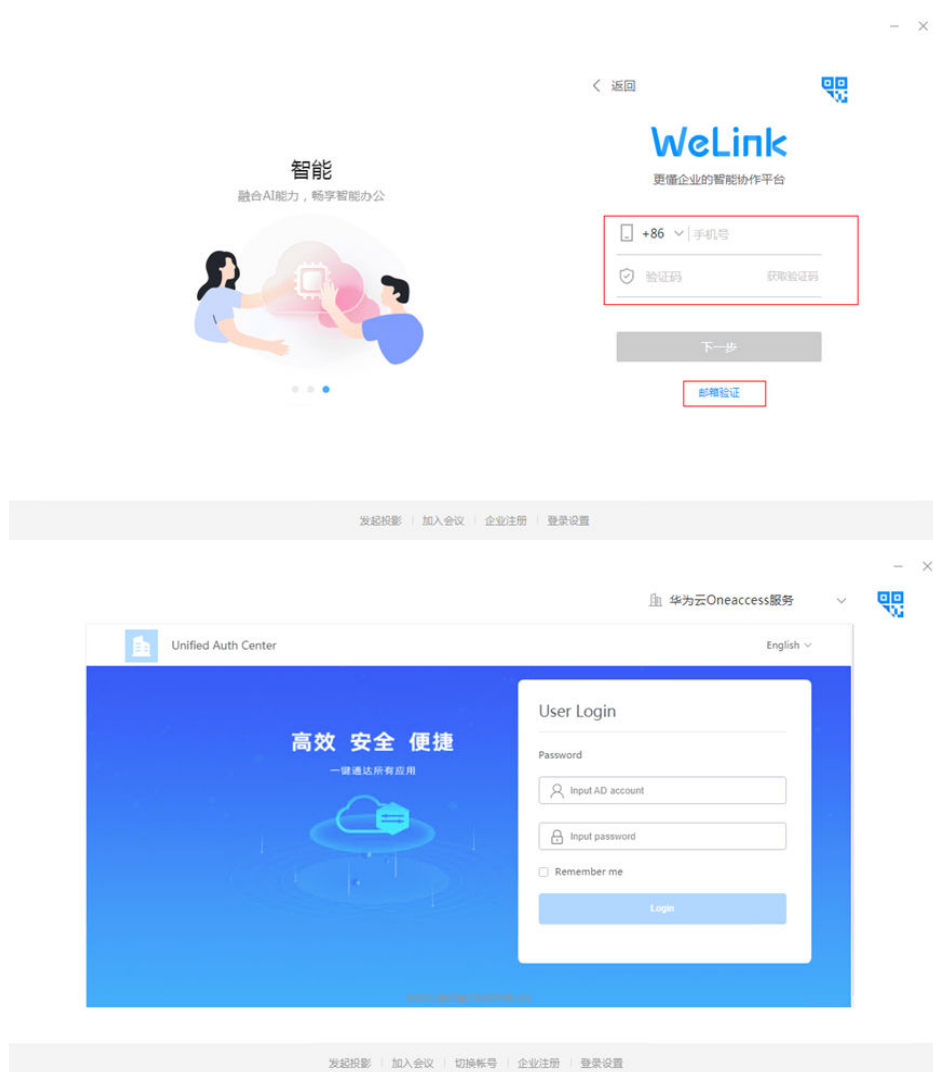 返回
WeLink
更懂企业的智能协作平台
智能
融合AI能力，畅享智能办公
+86 手机号
验证码 获取验证码
下一步
邮箱验证
发起投影 加入会议 企业注册 登录设置
华为云Oneaccess服务
Unified Auth Center English
User Login
高效 安全 便捷
一键通达所有应用
Password
Input AD account
Input password
Remember me
Login
发起投影 加入会议 切换帐号 企业注册 登录设置